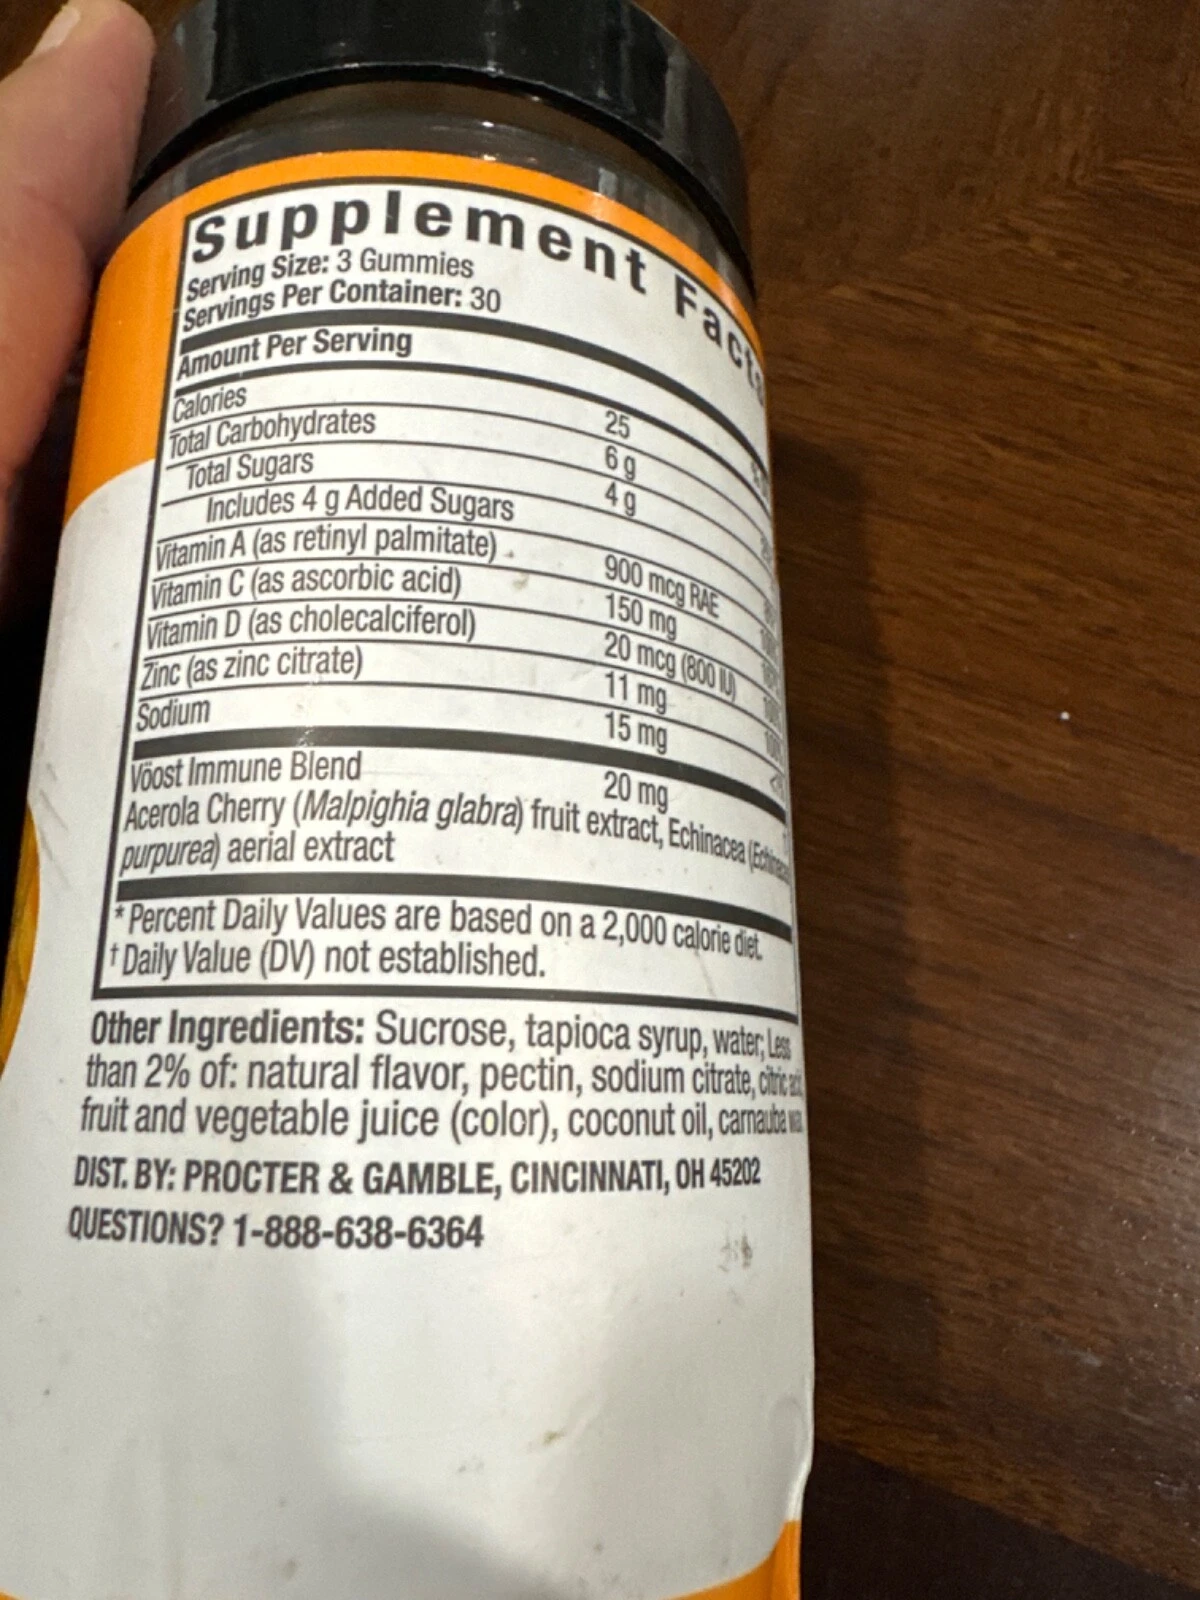 Supplement Facts
Serving Size: 3 Gummies
Servings Per Container: 30
Amount Per Serving
Calories 25
Total Carbohydrates 6 g
Total Sugars 4 g
Includes 4 g Added Sugars
Vitamin A (as retinyl palmitate) 900 mcg RAE
Vitamin C (as ascorbic acid) 150 mg
Vitamin D (as cholecalciferol) 20 mcg (800 IU)
Zinc (as zinc citrate) 11 mg
Sodium 15 mg
Vöost Immune Blend 20 mg
Acerola Cherry (Malpighia glabra) fruit extract, Echinacea (Echinacea
purpurea) aerial extract
* Percent Daily Values are based on a 2,000 calorie diet.
† Daily Value (DV) not established.
Other Ingredients: Sucrose, tapioca syrup, water; Less
than 2% of: natural flavor, pectin, sodium citrate, citric
fruit and vegetable juice (color), coconut oil, carnauba
DIST. BY: PROCTER & GAMBLE, CINCINNATI, OH 45202
QUESTIONS? 1-888-638-6364